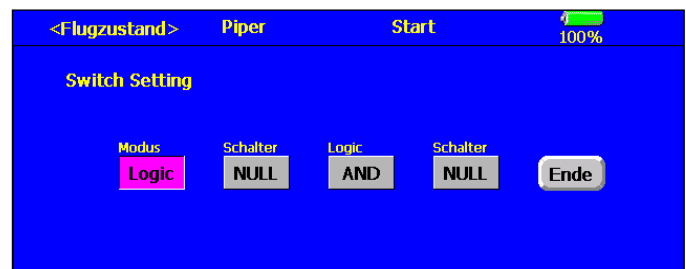 <Flugzustand> Piper Start 100%
Switch Setting
Modus Schalter Logic Schalter
Logic NULL AND NULL Ende